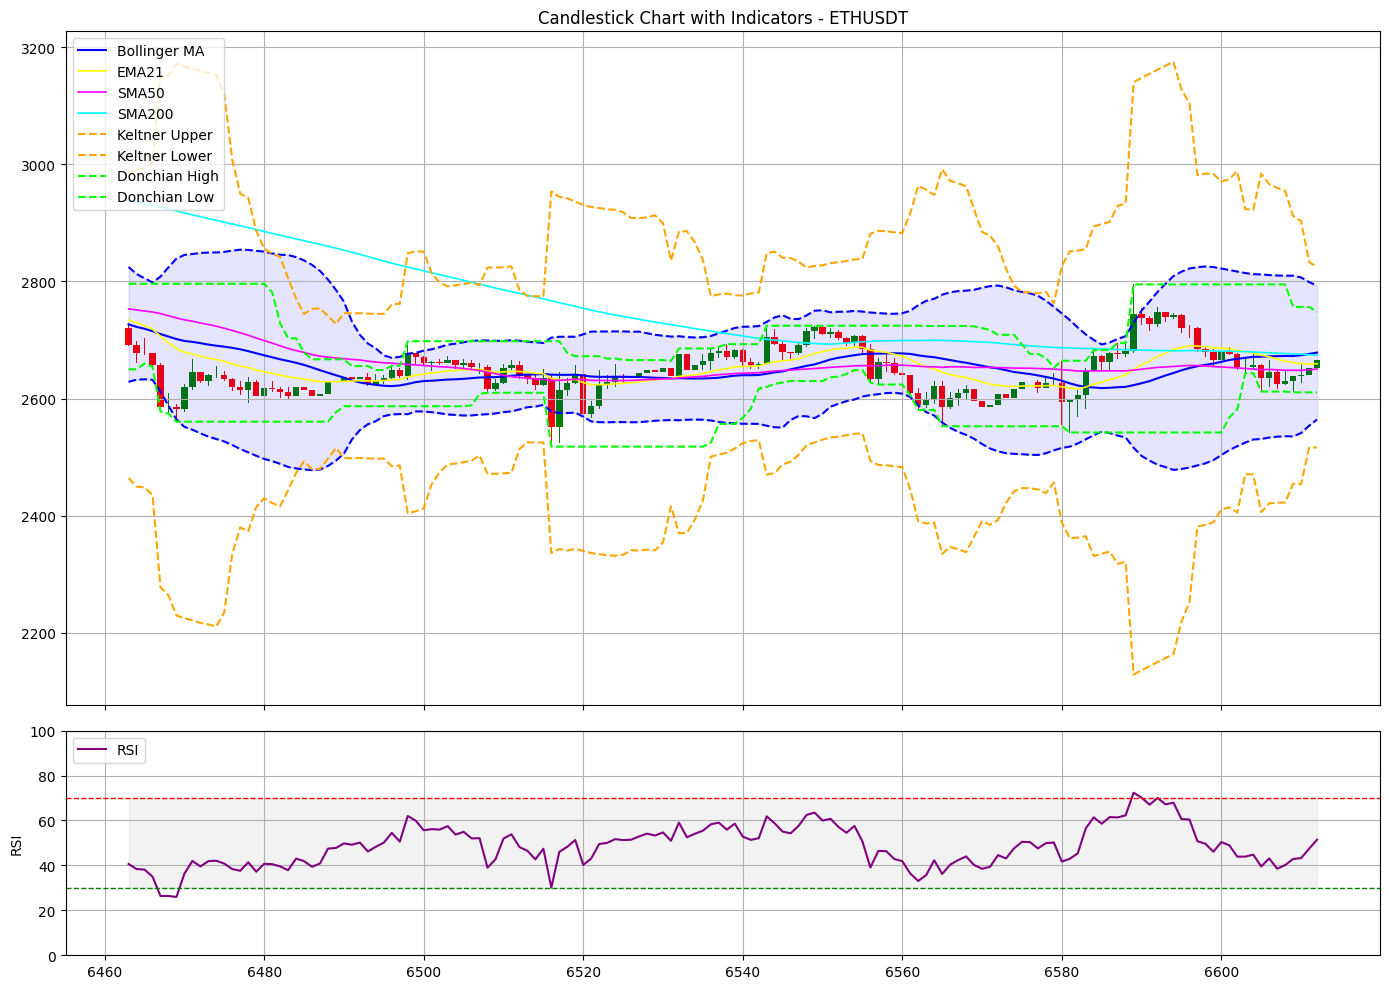 Candlestick Chart with Indicators - ETHUSDT
3200
3000
2800
2600
2400
2200
Bollinger MA
EMA21
SMA50
SMA200
Keltner Upper
Keltner Lower
Donchian High
Donchian Low
100
80
60
40
20
0
RSI
RSI
6460 6480 6500 6520 6540 6560 6580 6600